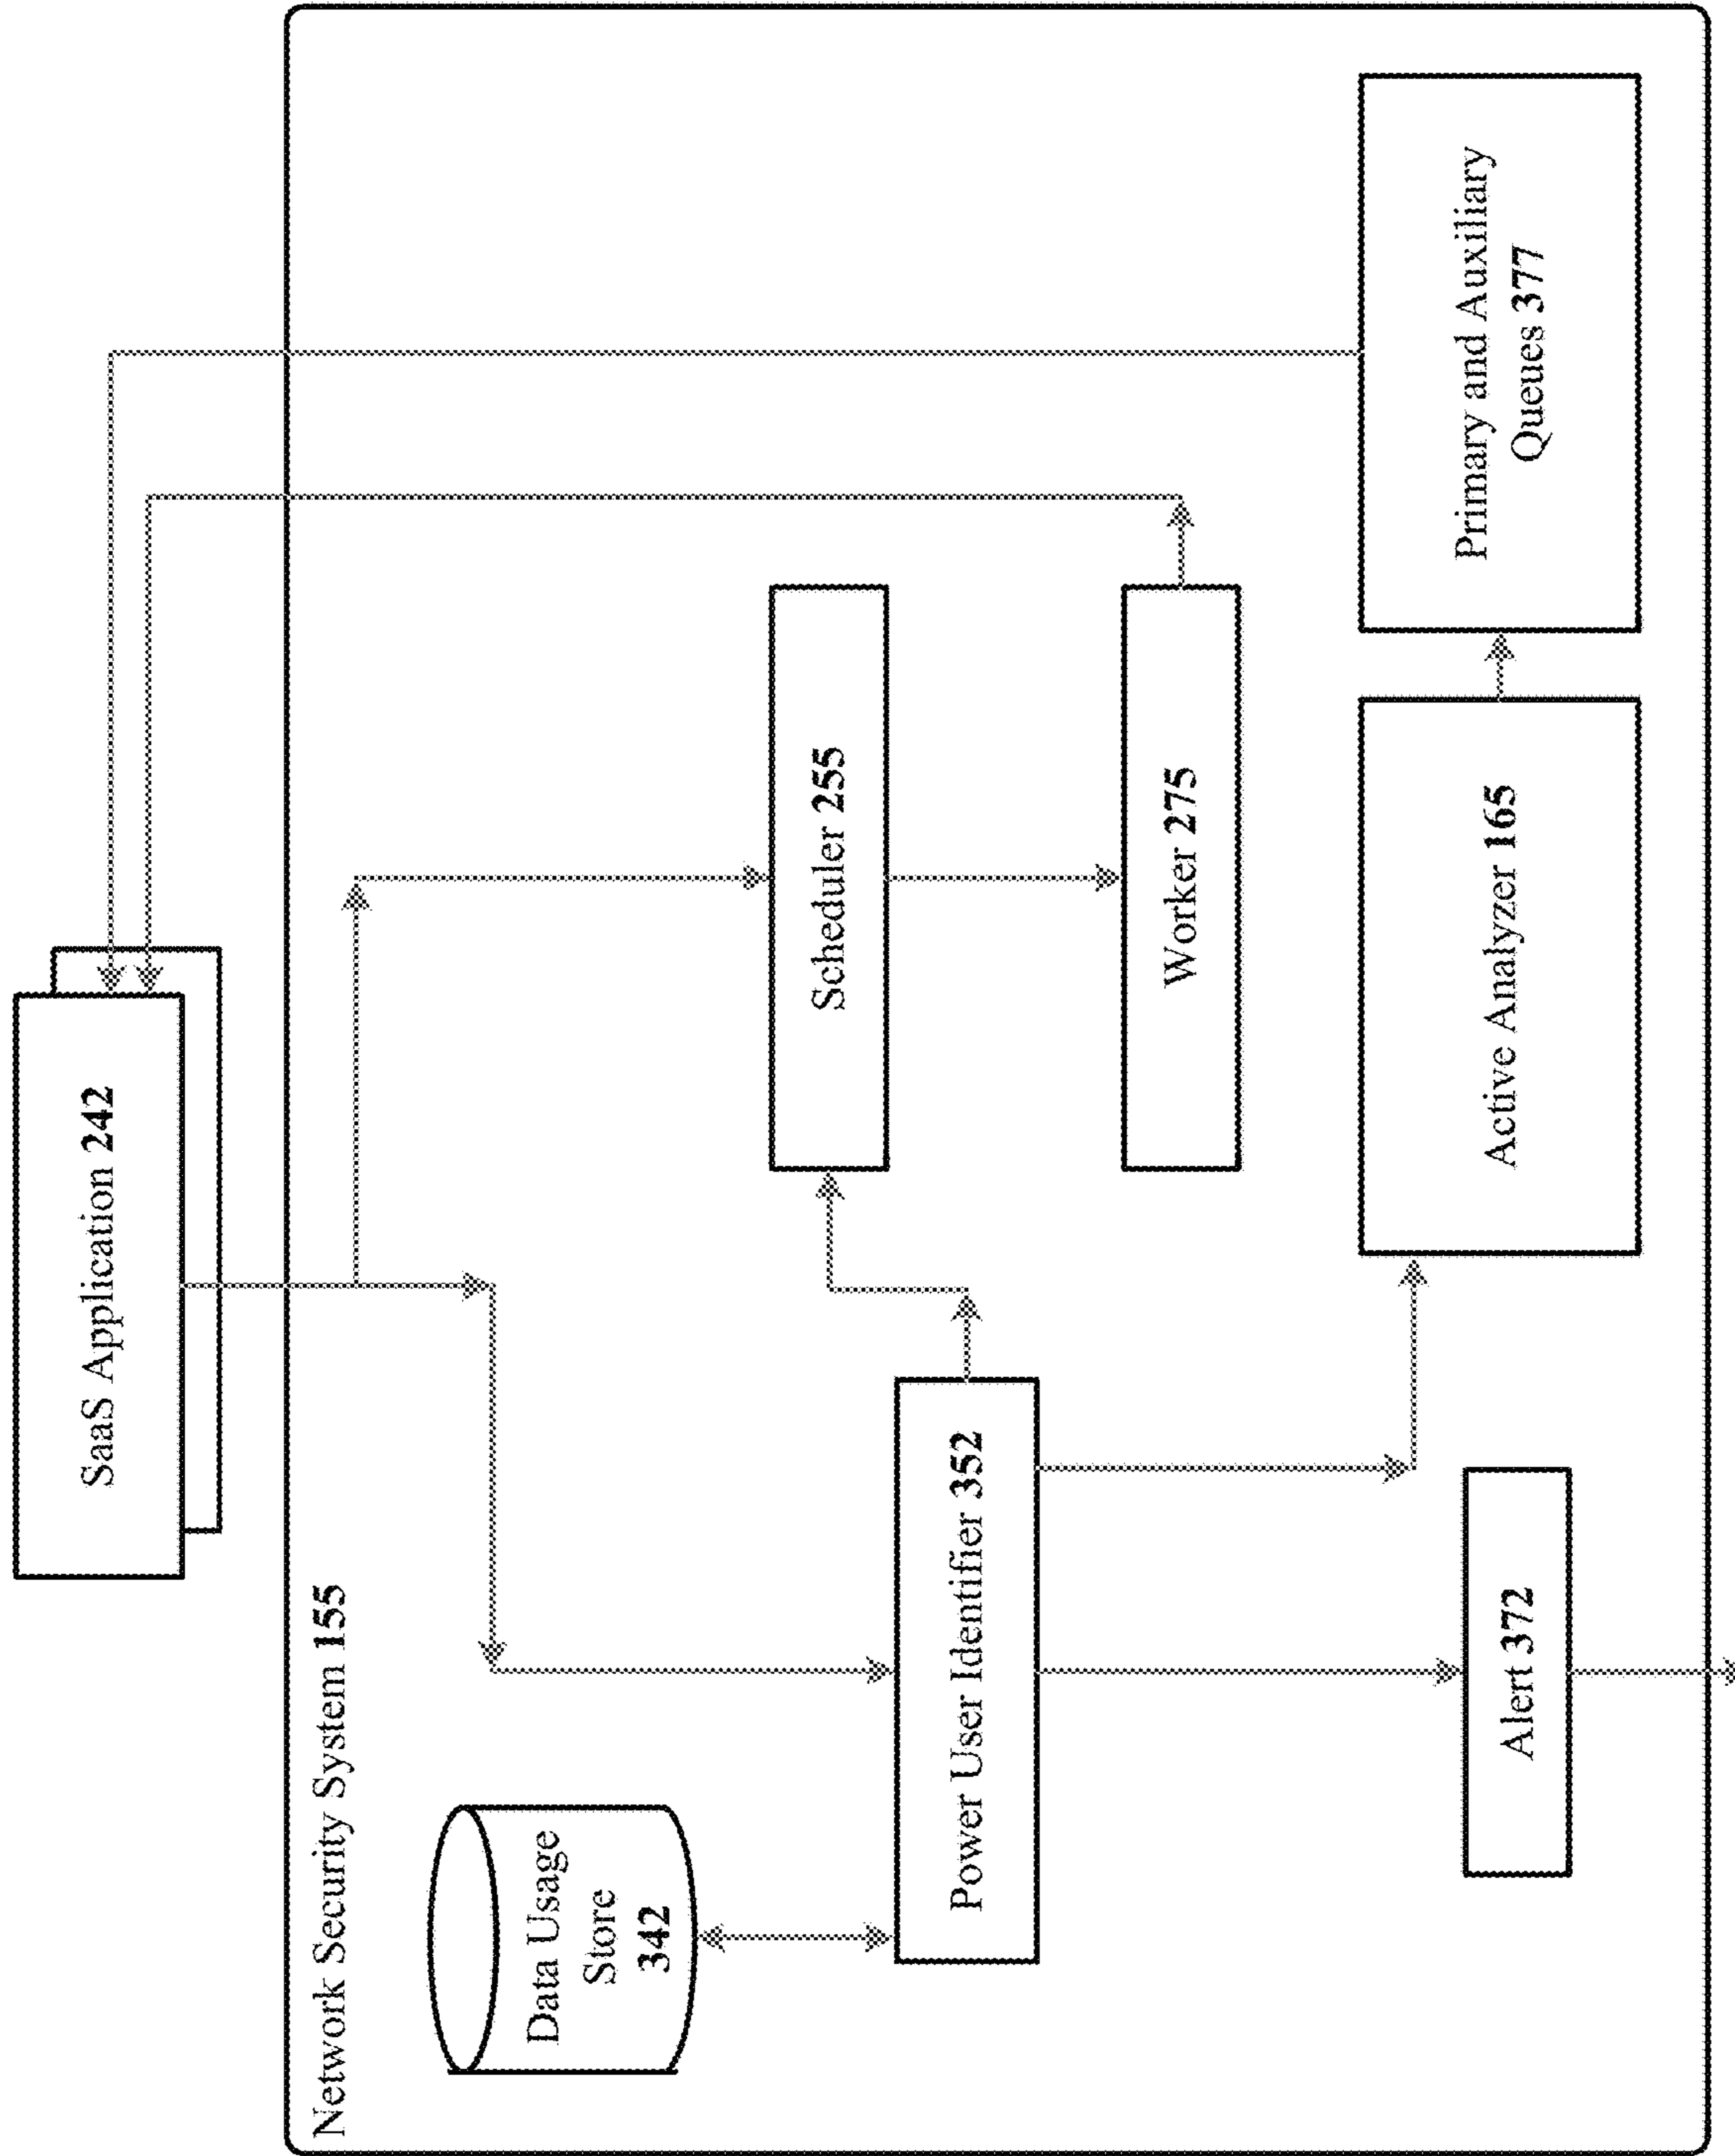 SaaS Application 242
Network Security System 155
Data Usage
Store
342
Scheduler 255
Power User Identifier 352
Worker 275
Alert 372
Active Analyzer 165
Primary and Auxiliary
Queues 377